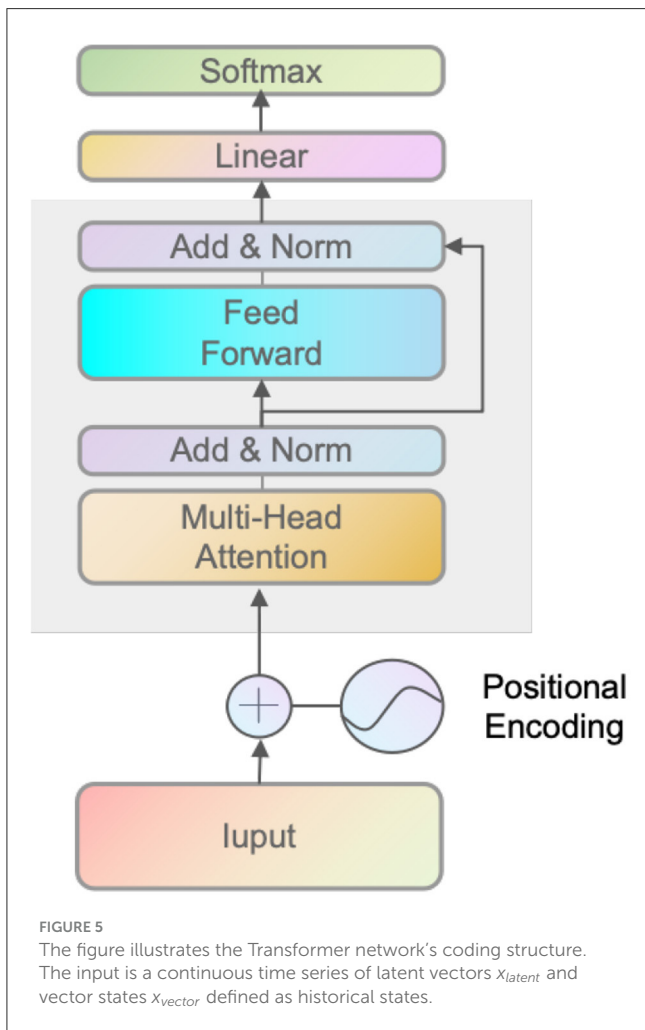 Softmax
Linear
Add & Norm
Feed
Forward
Add & Norm
Multi-Head
Attention
Positional
Encoding
Iuput
FIGURE 5
The figure illustrates the Transformer network's coding structure.
The input is a continuous time series of latent vectors x_latent and
vector states x_vector defined as historical states.